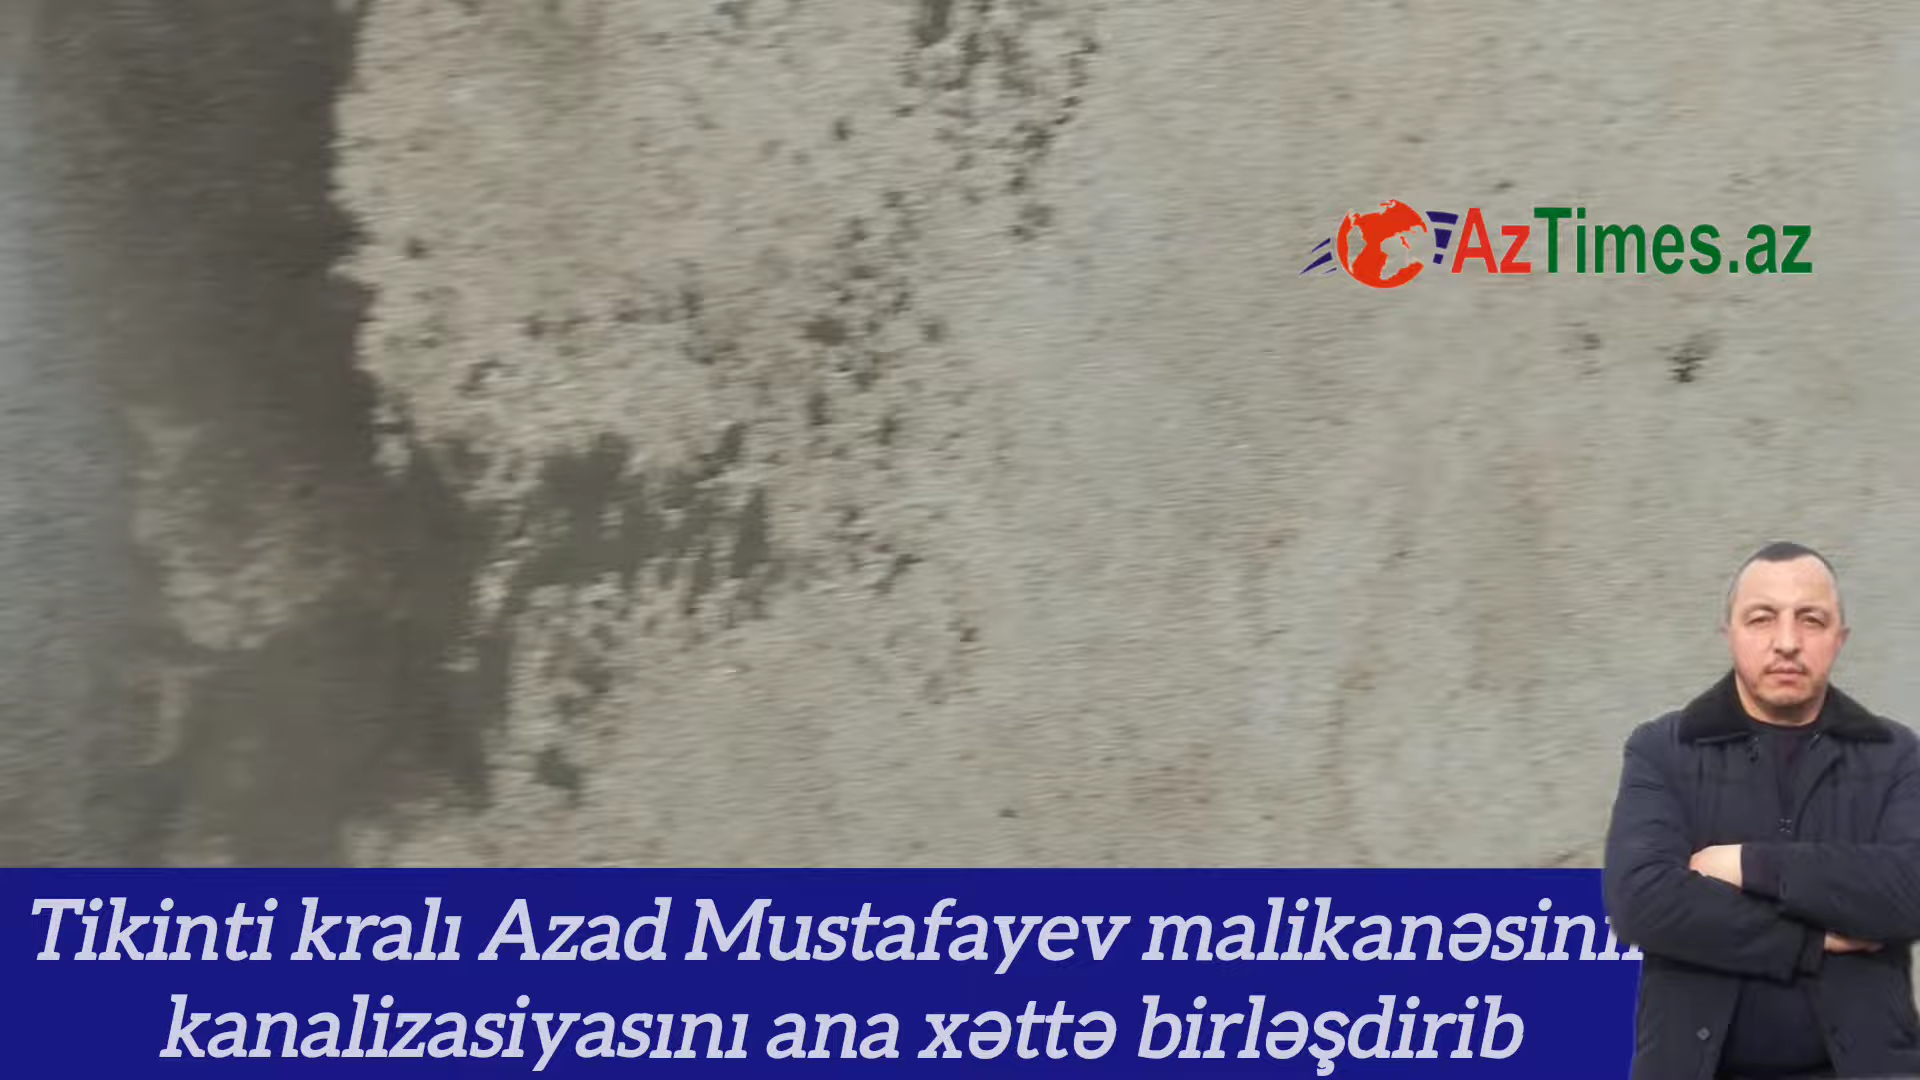 AzTimes.az
Tikinti kralı Azad Mustafayev malikanəsinin
kanalizasiyasını ana xəttə birləşdirib